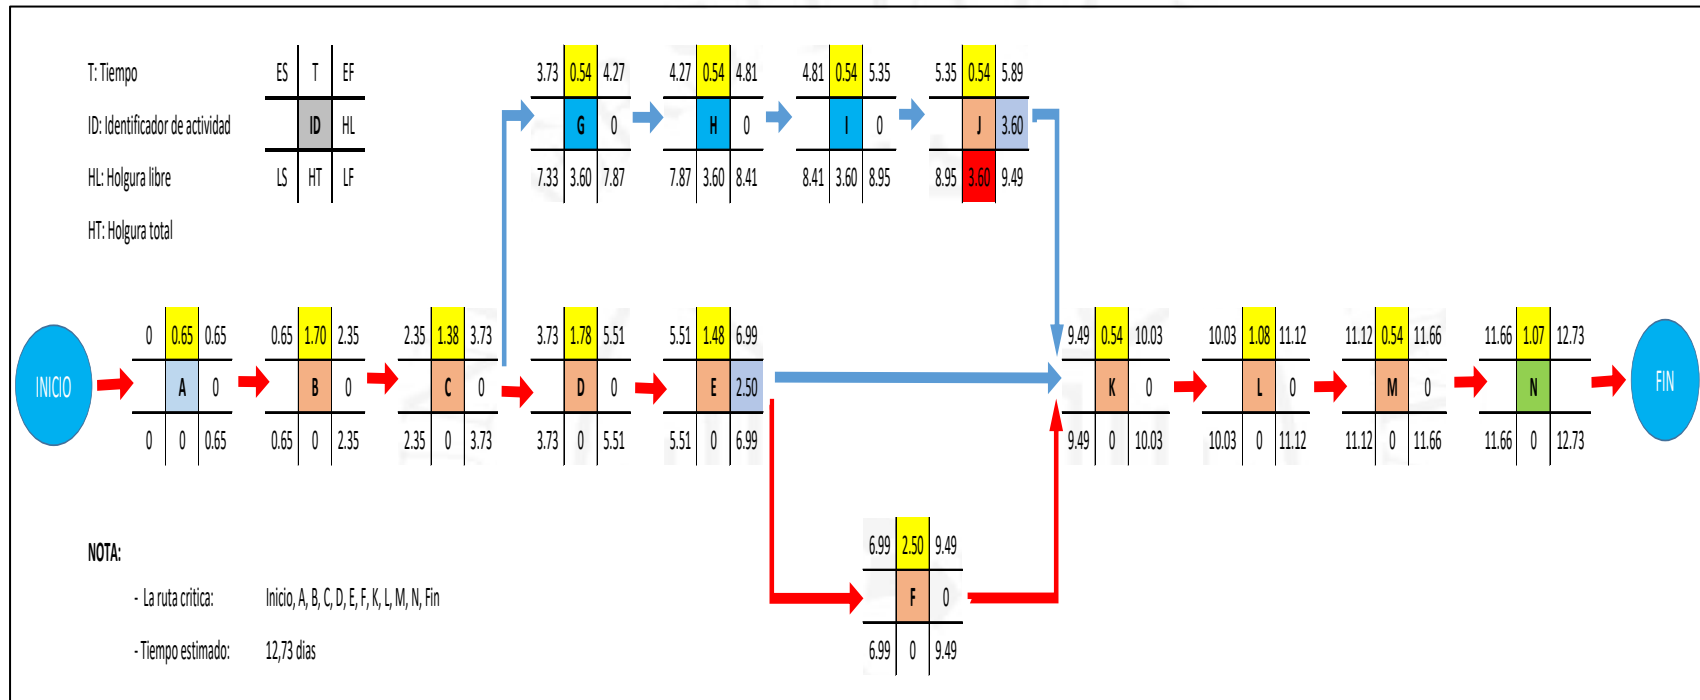 T: Tiempo
ES T EF
ID: Identificador de actividad
ID HL
HL: Holgura libre
LS HT LF
HT: Holgura total
3.73 0.54 4.27
G 0
7.33 3.60 7.87
4.27 0.54 4.81
H 0
7.87 3.60 8.41
4.81 0.54 5.35
I 0
8.41 3.60 8.95
5.35 0.54 5.89
J 3.60
8.95 3.60 9.49
INICIO
0 0.65 0.65
A 0
0 0 0.65
0.65 1.70 2.35
B 0
0.65 0 2.35
2.35 1.38 3.73
C 0
2.35 0 3.73
3.73 1.78 5.51
D 0
3.73 0 5.51
5.51 1.48 6.99
E 2.50
5.51 0 6.99
9.49 0.54 10.03
K 0
9.49 0 10.03
10.03 1.08 11.12
L 0
10.03 0 11.12
11.12 0.54 11.66
M 0
11.12 0 11.66
11.66 1.07 12.73
N
11.66 0 12.73
FIN
6.99 2.50 9.49
F 0
6.99 0 9.49
NOTA:
- La ruta critica: Inicio, A, B, C, D, E, F, K, L, M, N, Fin
- Tiempo estimado: 12,73 dias